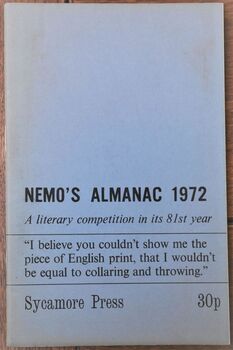 NEMO'S ALMANAC 1972
A literary competition in its 81st year
"I believe you couldn't show me the
piece of English print, that I wouldn't
be equal to collaring and throwing."
Sycamore Press 30p